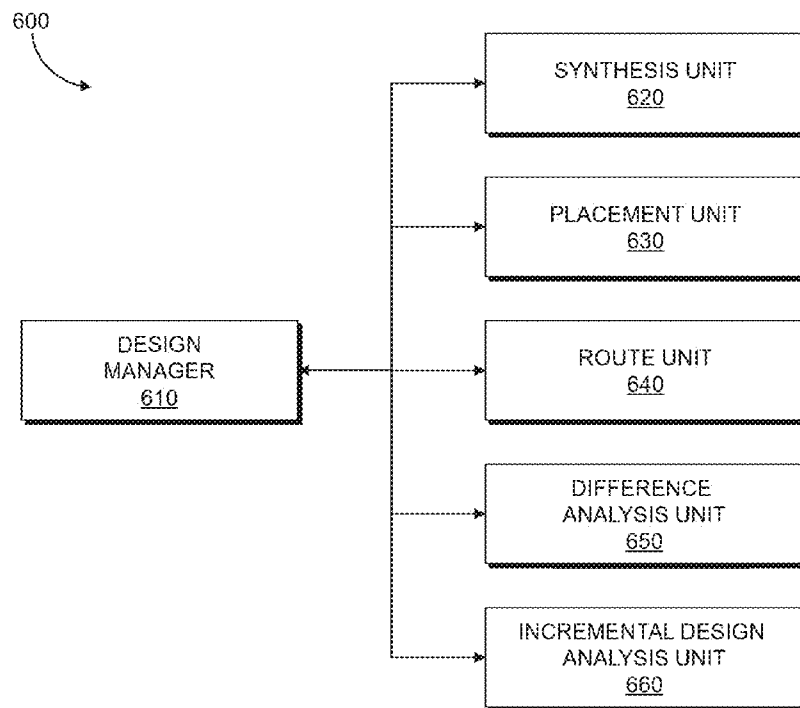 600
SYNTHESIS UNIT
620
PLACEMENT UNIT
630
DESIGN
MANAGER
610
ROUTE UNIT
640
DIFFERENCE
ANALYSIS UNIT
650
INCREMENTAL DESIGN
ANALYSIS UNIT
660